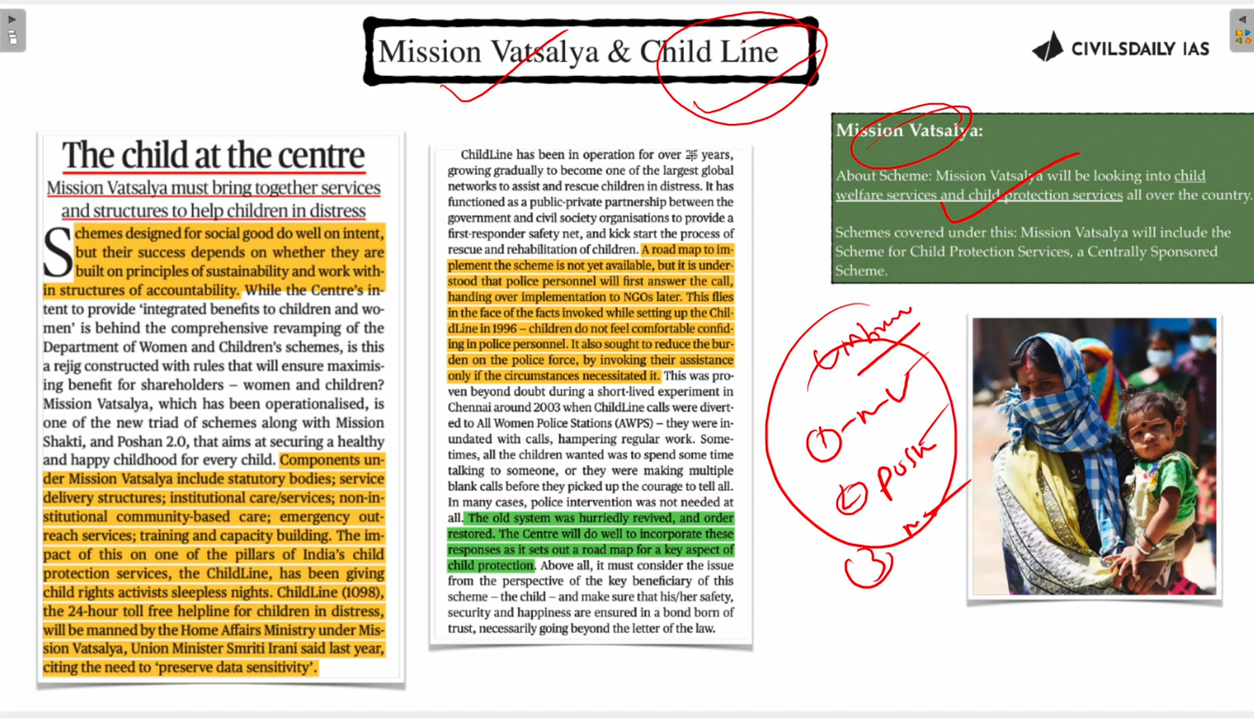 Mission Vatsalya & Child Line
CIVILSDAILY IAS
The child at the centre
Mission Vatsalya must bring together services
and structures to help children in distress
Schemes designed for social good do well on intent,
but their success depends on whether they are
built on principles of sustainability and work with-
in structures of accountability. While the Centre's in-
tent to provide 'integrated benefits to children and wo-
men' is behind the comprehensive revamping of the
Department of Women and Children's schemes, is this
a rejig constructed with rules that will ensure maximis-
ing benefit for shareholders – women and children?
Mission Vatsalya, which has been operationalised, is
one of the new triad of schemes along with Mission
Shakti, and Poshan 2.0, that aims at securing a healthy
and happy childhood for every child. Components un-
der Mission Vatsalya include statutory bodies; service
delivery structures; institutional care/services; non-in-
stitutional community-based care; emergency out-
reach services; training and capacity building. The im-
pact of this on one of the pillars of India's child
protection services, the ChildLine, has been giving
child rights activists sleepless nights. ChildLine (1098),
the 24-hour toll free helpline for children in distress,
will be manned by the Home Affairs Ministry under Mis-
sion Vatsalya, Union Minister Smriti Irani said last year,
citing the need to 'preserve data sensitivity'.
ChildLine has been in operation for over years,
growing gradually to become one of the largest global
networks to assist and rescue children in distress. It has
functioned as a public-private partnership between the
government and civil society organisations to provide a
first-responder safety net, and kick start the process of
rescue and rehabilitation of children. A road map to im-
plement the scheme is not yet available, but it is under-
stood that police personnel will first answer the call,
handing over implementation to NGOs later. This flies
in the face of the facts invoked while setting up the Chil-
dLine in 1996 – children do not feel comfortable confid-
ing in police personnel. It also sought to reduce the bur-
den on the police force, by invoking their assistance
only if the circumstances necessitated it. This was pro-
ven beyond doubt during a short-lived experiment in
Chennai around 2003 when ChildLine calls were divert-
ed to All Women Police Stations (AWPS) – they were in-
undated with calls, hampering regular work. Some-
times, all the children wanted was to spend some time
talking to someone, or they were making multiple
blank calls before they picked up the courage to tell all.
In many cases, police intervention was not needed at
all. The old system was hurriedly revived, and order
restored. The Centre will do well to incorporate these
responses as it sets out a road map for a key aspect of
child protection. Above all, it must consider the issue
from the perspective of the key beneficiary of this
scheme – the child – and make sure that his/her safety,
security and happiness are ensured in a bond born of
trust, necessarily going beyond the letter of the law.
Mission Vatsalya:
About Scheme: Mission Vatsalya will be looking into child
welfare services and child protection services all over the country.
Schemes covered under this: Mission Vatsalya will include the
Scheme for Child Protection Services, a Centrally Sponsored
Scheme.
1 - M V
2
3